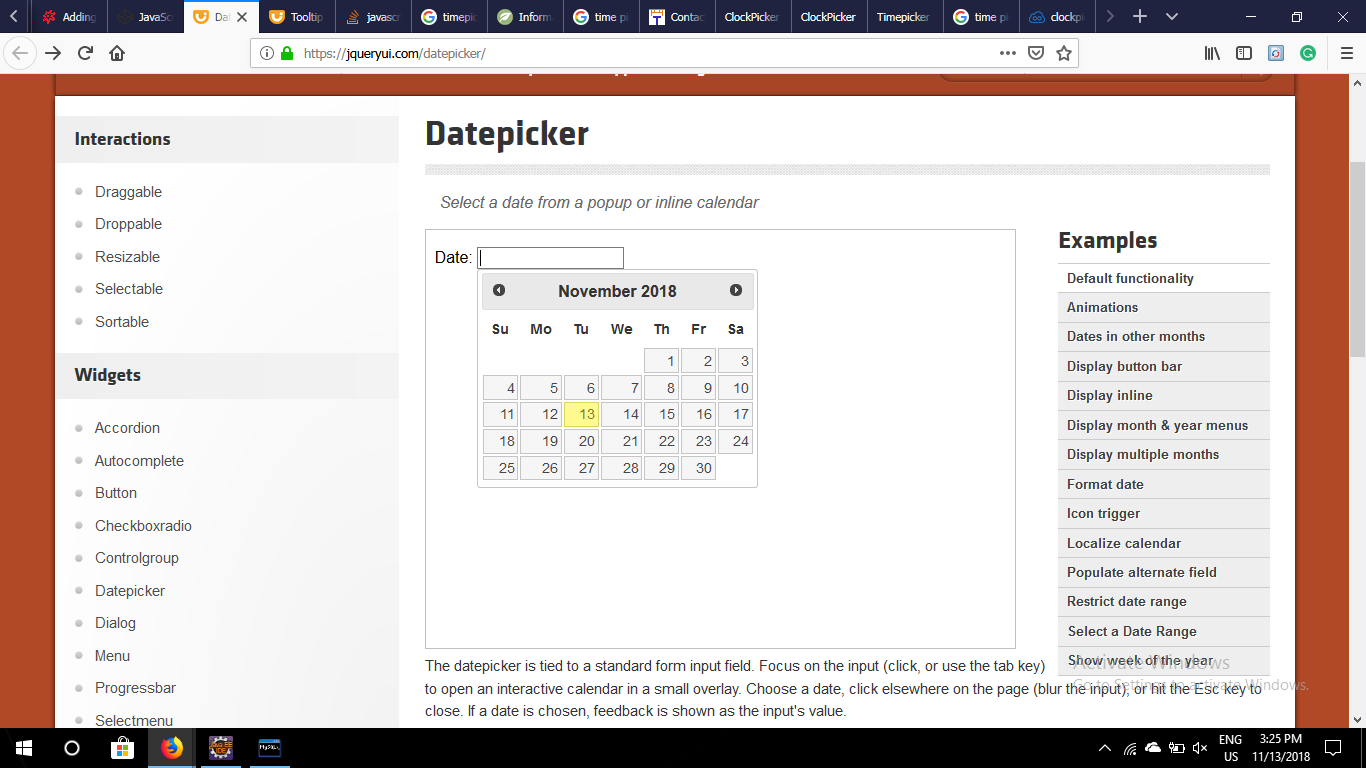 Adding
JavaSc
Dat
Tooltip
javascr
timepic
Inform
time pi
Contac
ClockPicker
ClockPicker
Timepicker
time pi
clockpi
https://jqueryui.com/datepicker/
Interactions
Draggable
Droppable
Resizable
Selectable
Sortable
Widgets
Accordion
Autocomplete
Button
Checkboxradio
Controlgroup
Datepicker
Dialog
Menu
Progressbar
Selectmenu
Datepicker
Select a date from a popup or inline calendar
Date:
November 2018
Su Mo Tu We Th Fr Sa
1 2 3
4 5 6 7 8 9 10
11 12 13 14 15 16 17
18 19 20 21 22 23 24
25 26 27 28 29 30
The datepicker is tied to a standard form input field. Focus on the input (click, or use the tab key)
to open an interactive calendar in a small overlay. Choose a date, click elsewhere on the page (blur the input), or hit the Esc key to
close. If a date is chosen, feedback is shown as the input's value.
Examples
Default functionality
Animations
Dates in other months
Display button bar
Display inline
Display month & year menus
Display multiple months
Format date
Icon trigger
Localize calendar
Populate alternate field
Restrict date range
Select a Date Range
Show week of the year
Activate Windows
Go to Settings to activate Windows.
ENG
US
3:25 PM
11/13/2018